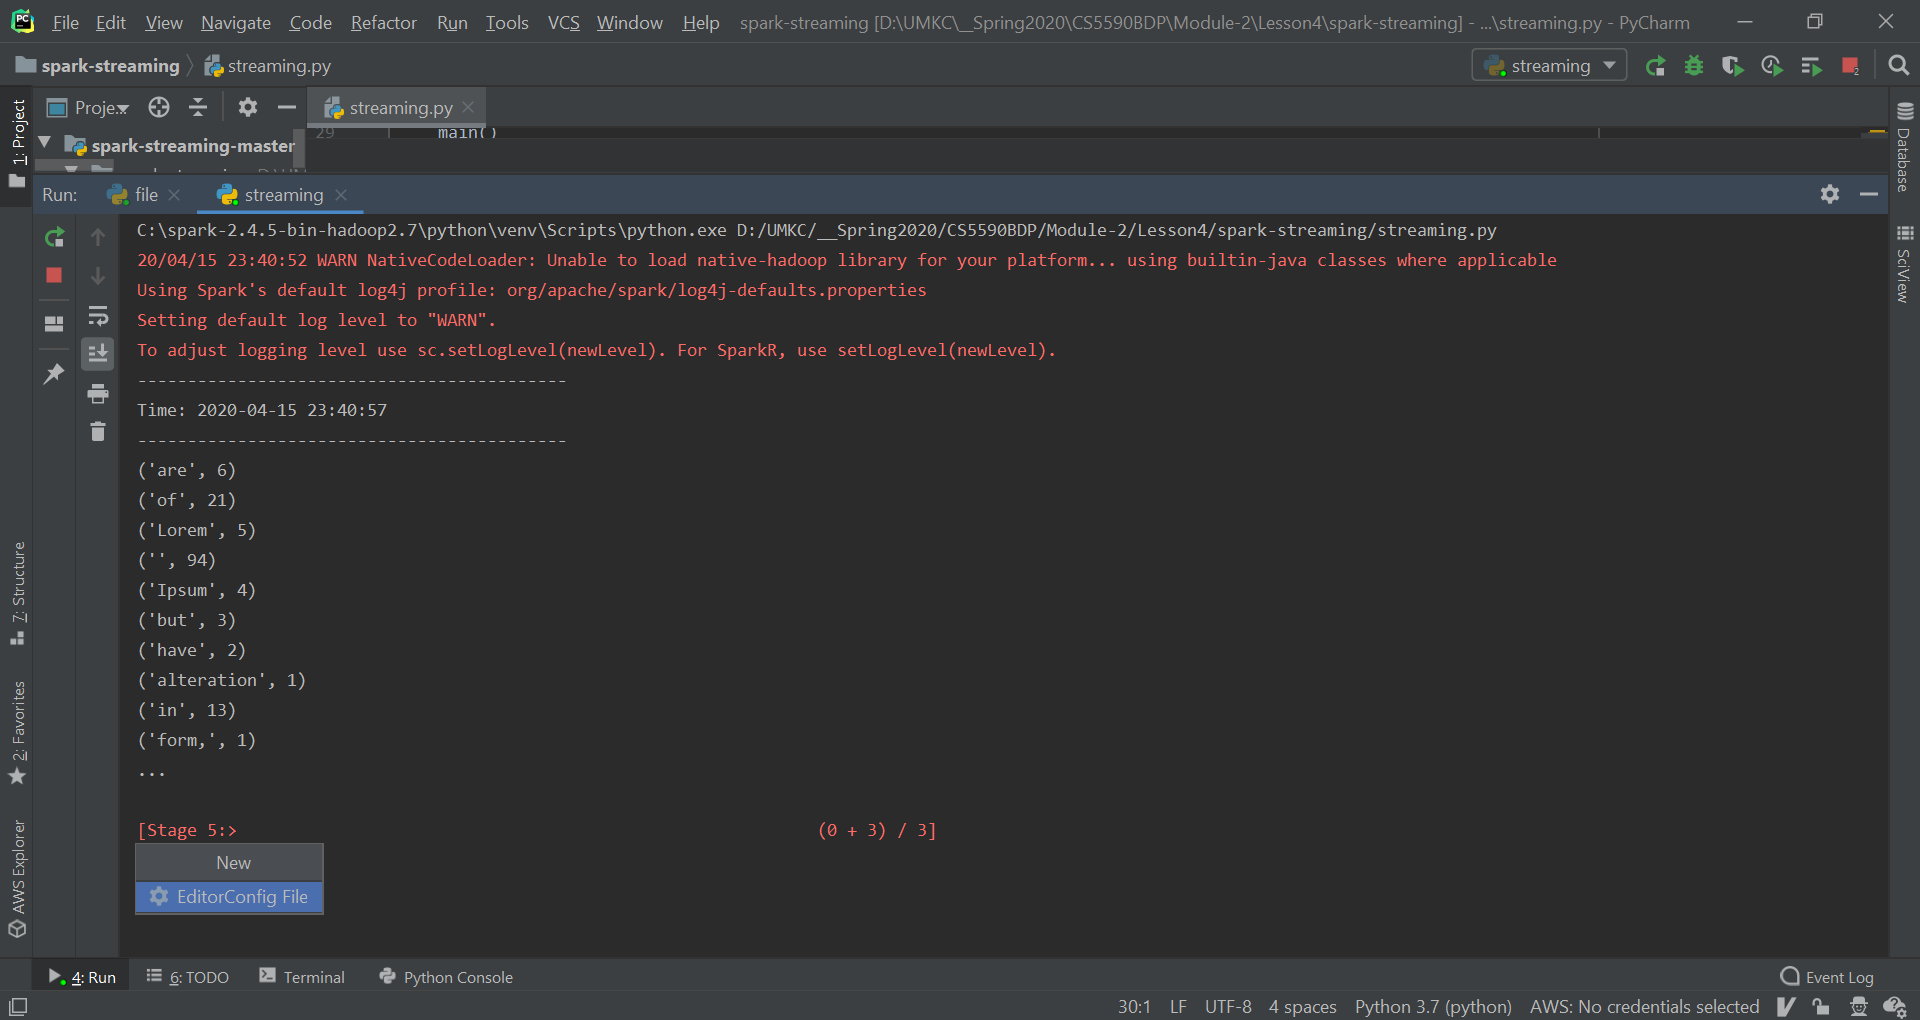 File Edit View Navigate Code Refactor Run Tools VCS Window Help spark-streaming [D:\UMKC\__Spring2020\CS5590BDP\Module-2\Lesson4\spark-streaming] - ...\streaming.py - PyCharm
spark-streaming streaming.py streaming 2
1: Project Proje.. streaming.py
29 main()
spark-streaming-master
Database
Run: file streaming
C:\spark-2.4.5-bin-hadoop2.7\python\venv\Scripts\python.exe D:/UMKC/__Spring2020/CS5590BDP/Module-2/Lesson4/spark-streaming/streaming.py
20/04/15 23:40:52 WARN NativeCodeLoader: Unable to load native-hadoop library for your platform... using builtin-java classes where applicable
SciView
Using Spark's default log4j profile: org/apache/spark/log4j-defaults.properties
Setting default log level to "WARN".
To adjust logging level use sc.setLogLevel(newLevel). For SparkR, use setLogLevel(newLevel).
-------------------------------------------
Time: 2020-04-15 23:40:57
-------------------------------------------
('are', 6)
('of', 21)
('Lorem', 5)
('', 94)
('Ipsum', 4)
('but', 3)
('have', 2)
('alteration', 1)
('in', 13)
('form,', 1)
...
[Stage 5:> (0 + 3) / 3]
New
EditorConfig File
7: Structure
2: Favorites
AWS Explorer
4: Run 6: TODO Terminal Python Console Event Log
30:1 LF UTF-8 4 spaces Python 3.7 (python) AWS: No credentials selected